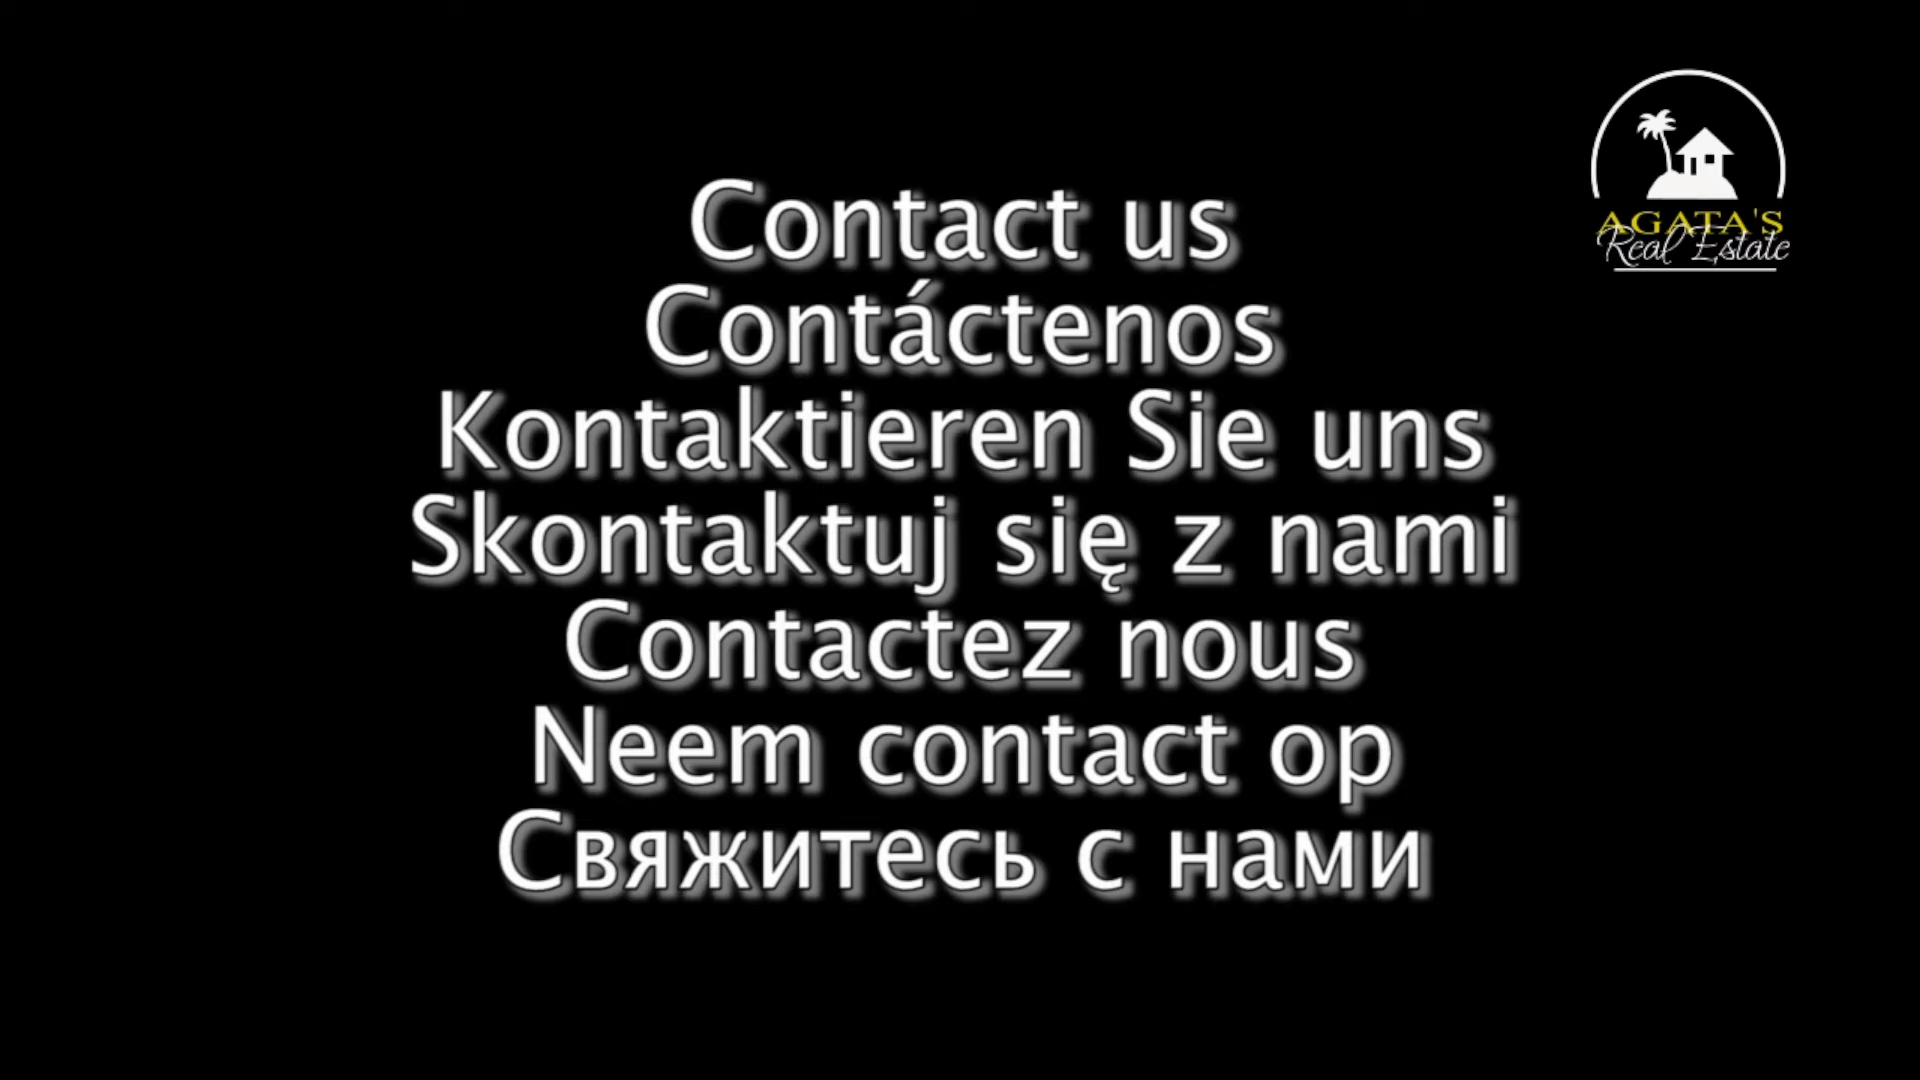 AGATA'S
Real Estate
Contact us
Contáctenos
Kontaktieren Sie uns
Skontaktuj się z nami
Contactez nous
Neem contact op
Свяжитесь с нами